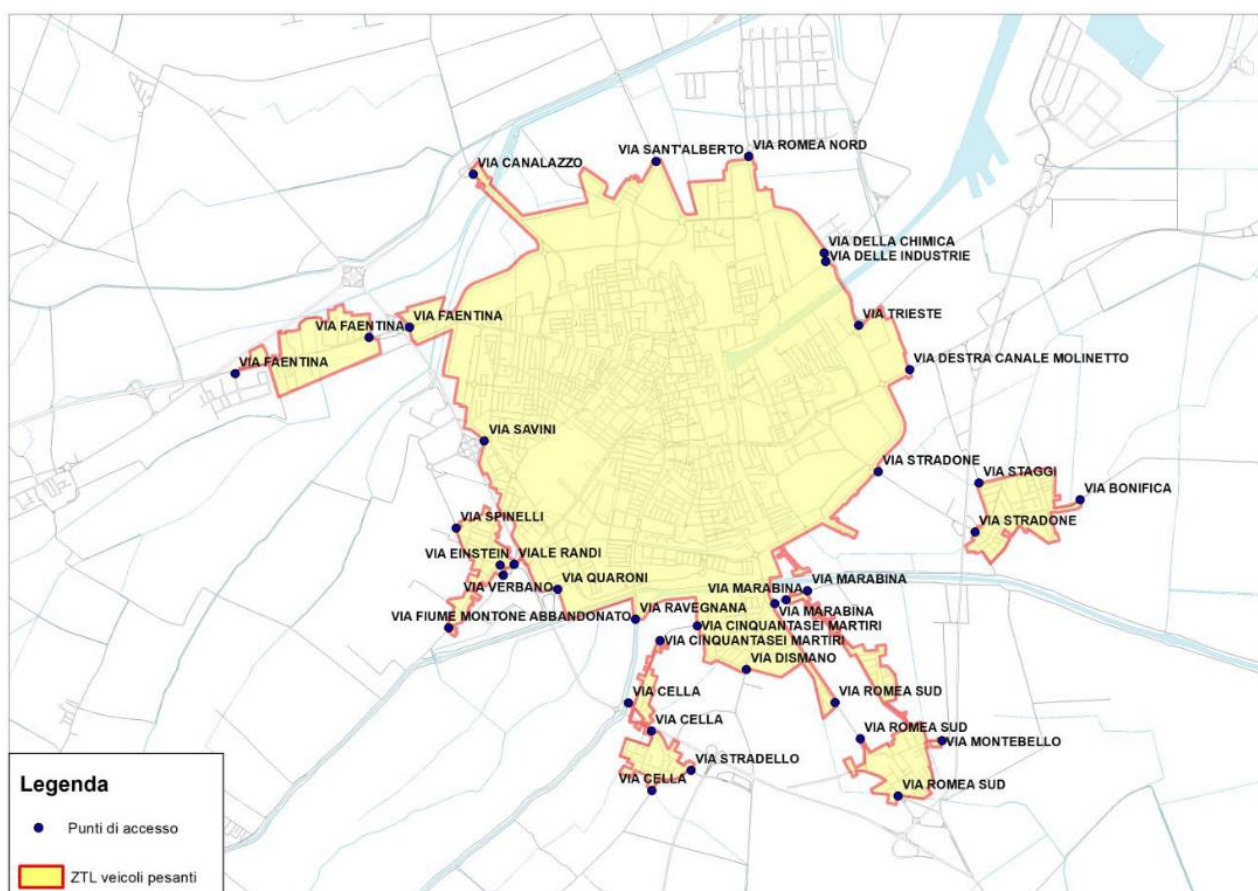 VIA SANT'ALBERTO
VIA ROMEA NORD
VIA CANALAZZO
VIA DELLA CHIMICA
VIA DELLE INDUSTRIE
VIA TRIESTE
VIA FAENTINA
VIA FAENTINA
VIA FAENTINA
VIA DESTRA CANALE MOLINETTO
VIA SAVINI
VIA STRADONE
VIA STAGGI
VIA BONIFICA
VIA SPINELLI
VIA STRADONE
VIA EINSTEIN
VIALE RANDI
VIA VERBANO
VIA QUARONI
VIA MARABINA
VIA MARABINA
VIA MARABINA
VIA FIUME MONTONE ABBANDONATO
VIA RAVEGNANA
VIA CINQUANTASEI MARTIRI
VIA CINQUANTASEI MARTIRI
VIA DISMANO
VIA CELLA
VIA ROMEA SUD
VIA CELLA
VIA ROMEA SUD
VIA MONTEBELLO
VIA STRADELLO
VIA CELLA
VIA ROMEA SUD
Legenda
Punti di accesso
ZTL veicoli pesanti